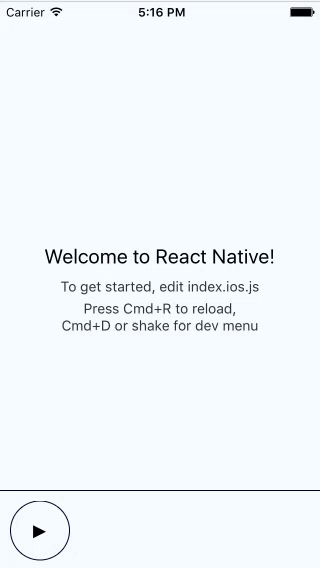 Carrier 5:16 PM
Welcome to React Native!
To get started, edit index.ios.js
Press Cmd+R to reload,
Cmd+D or shake for dev menu